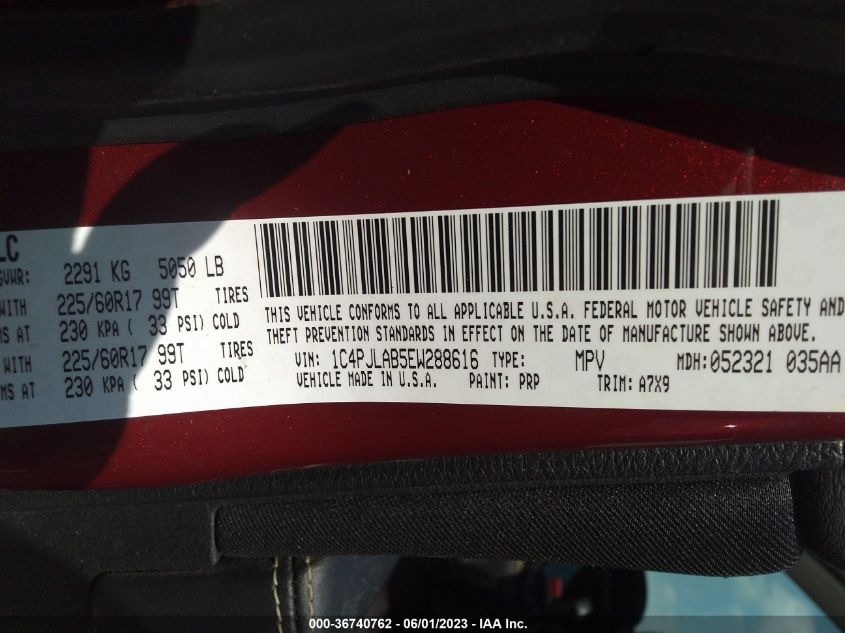 LC
GVWR: 2291 KG 5050 LB
WITH 225/60R17 99T TIRES
MS AT 230 KPA ( 33 PSI) COLD
WITH 225/60R17 99T TIRES
MS AT 230 KPA ( 33 PSI) COLD
THIS VEHICLE CONFORMS TO ALL APPLICABLE U.S.A. FEDERAL MOTOR VEHICLE SAFETY AND
THEFT PREVENTION STANDARDS IN EFFECT ON THE DATE OF MANUFACTURE SHOWN ABOVE.
VIN: 1C4PJLAB5EW288616 TYPE: MPV MDH:052321 035AA
VEHICLE MADE IN U.S.A. PAINT: PRP TRIM: A7X9
000-36740762 - 06/01/2023 - IAA Inc.